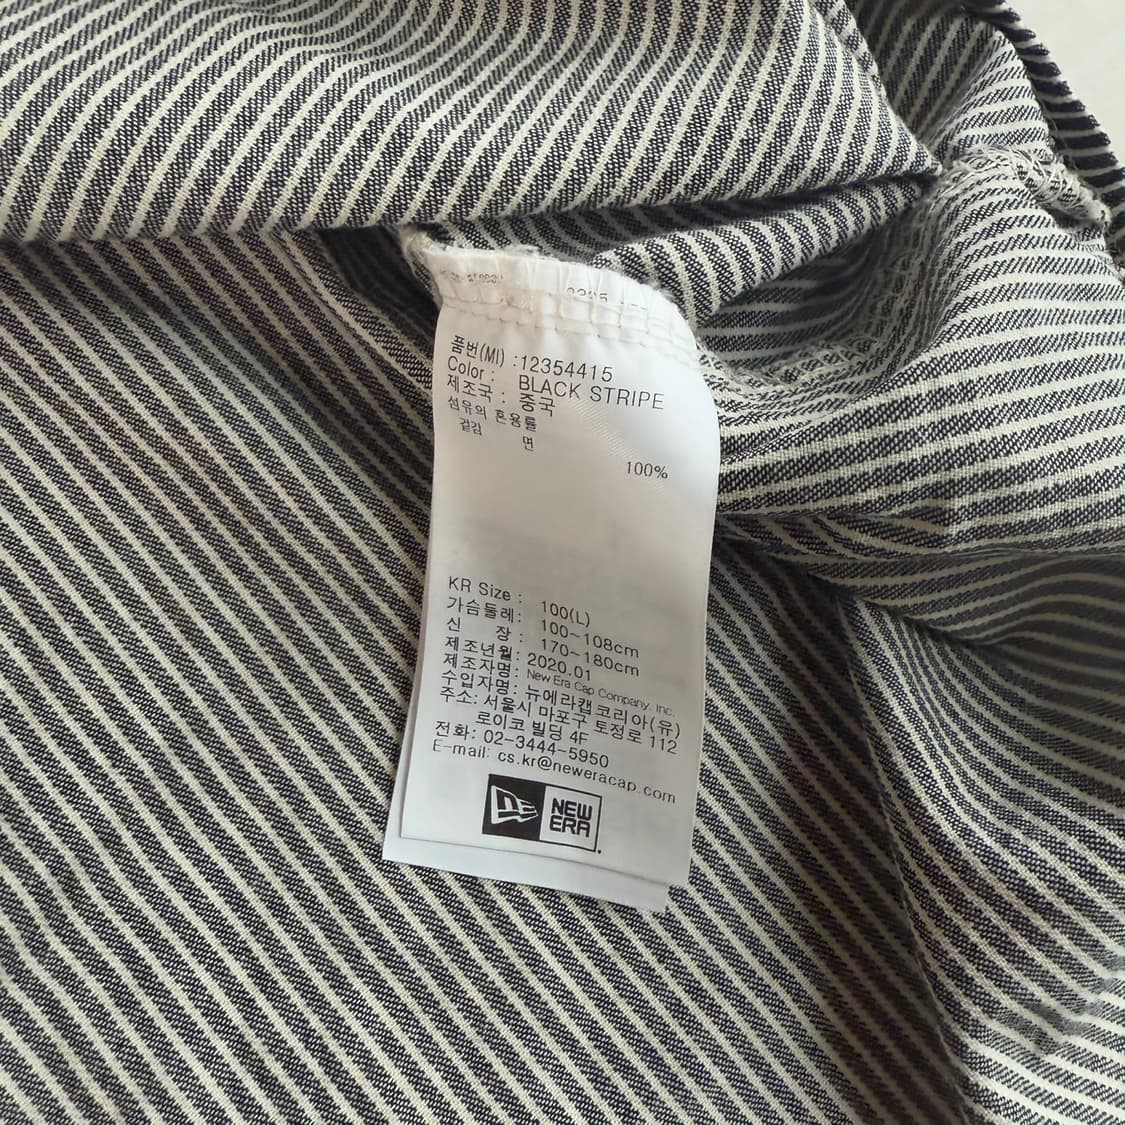 품번(MI) :12354415
Color : BLACK STRIPE
제조국 : 중국
섬유의 혼용률
겉감 면
100%
KR Size : 100(L)
가슴둘레: 100~108cm
신 장 : 170~180cm
제조년월: 2020.01
제조자명: New Era Cap Company, Inc.
수입자명: 뉴에라캡코리아(유)
주소: 서울시 마포구 토정로 112
로이코 빌딩 4F
전화: 02-3444-5950
E-mail: cs.kr@neweracap.com
NEW
ERA